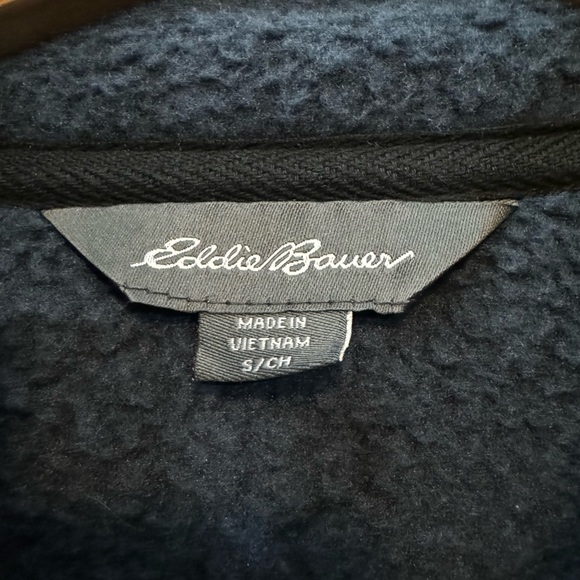 Eddie Bauer
MADE IN
VIETNAM
S/CH